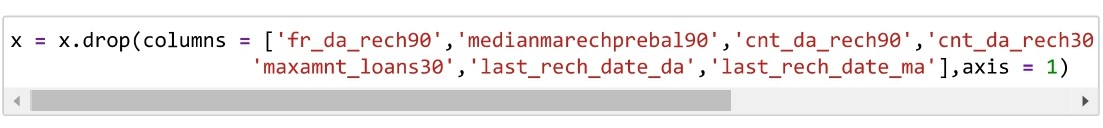 x = x.drop(columns = ['fr_da_rech90','medianmarechprebal90','cnt_da_rech90','cnt_da_rech30
'maxamnt_loans30','last_rech_date_da','last_rech_date_ma'],axis = 1)